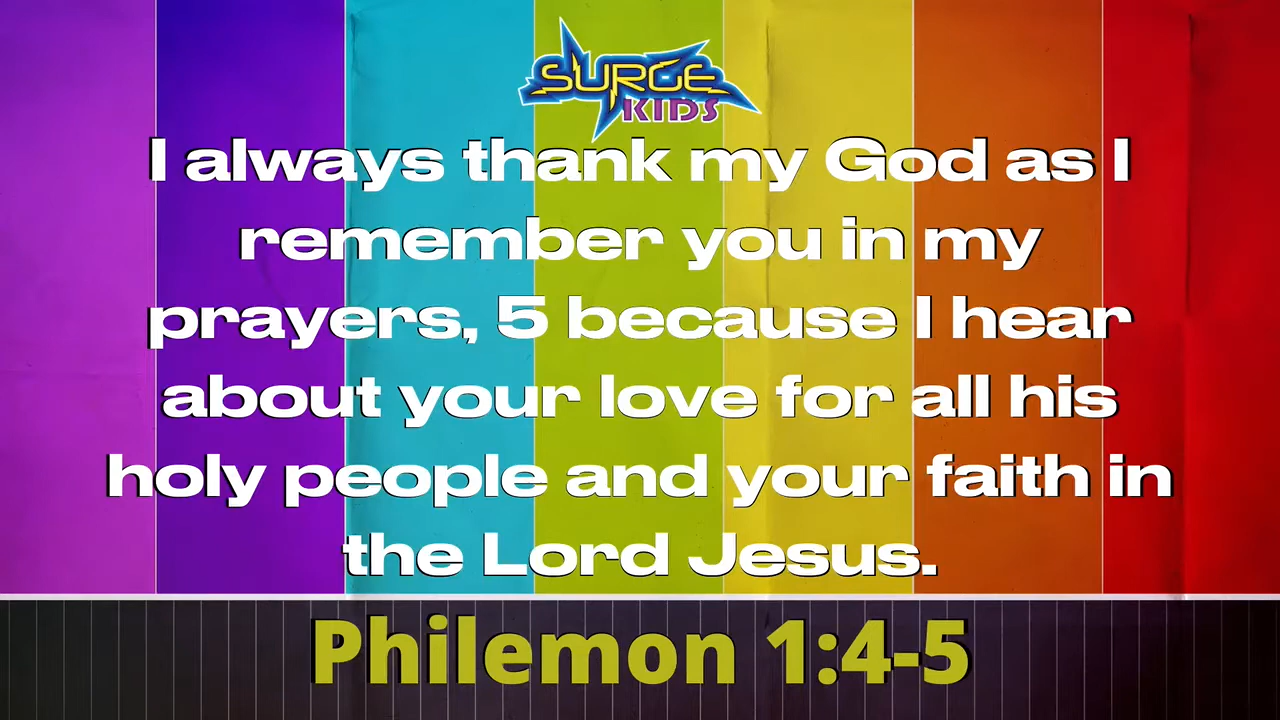 SURGE
KIDS
I always thank my God as I
remember you in my
prayers, 5 because I hear
about your love for all his
holy people and your faith in
the Lord Jesus.
Philemon 1:4-5